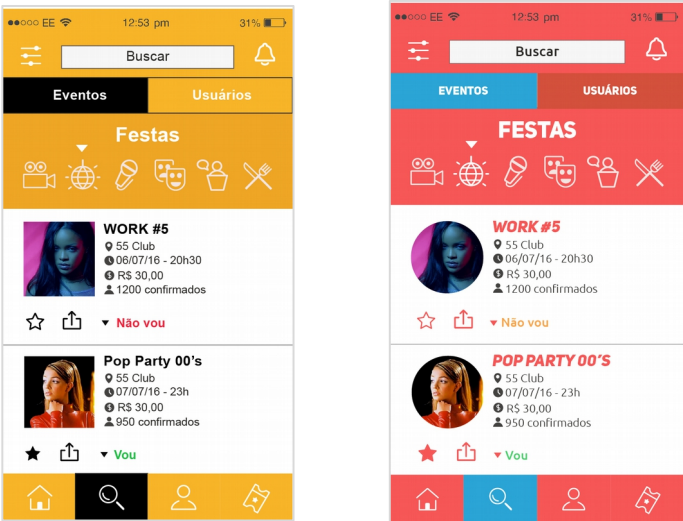 EE 12:53 pm 31%
Buscar
Eventos Usuários
Festas
WORK #5
55 Club
06/07/16 - 20h30
R$ 30,00
1200 confirmados
Não vou
Pop Party 00's
55 Club
07/07/16 - 23h
R$ 30,00
950 confirmados
Vou
EE 12:53 pm 31%
Buscar
EVENTOS USUÁRIOS
FESTAS
WORK #5
55 Club
06/07/16 - 20h30
R$ 30,00
1200 confirmados
Não vou
POP PARTY 00´S
55 Club
07/07/16 - 23h
R$ 30,00
950 confirmados
Vou